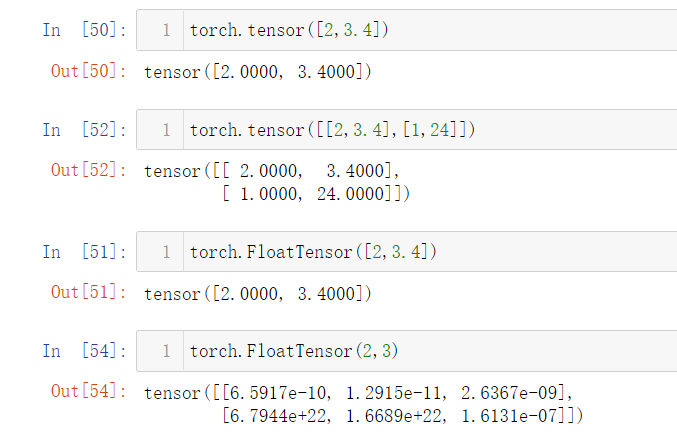 In [50]: 1 torch.tensor([2,3.4])
Out[50]: tensor([2.0000, 3.4000])
In [52]: 1 torch.tensor([[2,3.4],[1,24]])
Out[52]: tensor([[ 2.0000,  3.4000],
[ 1.0000, 24.0000]])
In [51]: 1 torch.FloatTensor([2,3.4])
Out[51]: tensor([2.0000, 3.4000])
In [54]: 1 torch.FloatTensor(2,3)
Out[54]: tensor([[6.5917e-10, 1.2915e-11, 2.6367e-09],
[6.7944e+22, 1.6689e+22, 1.6131e-07]])